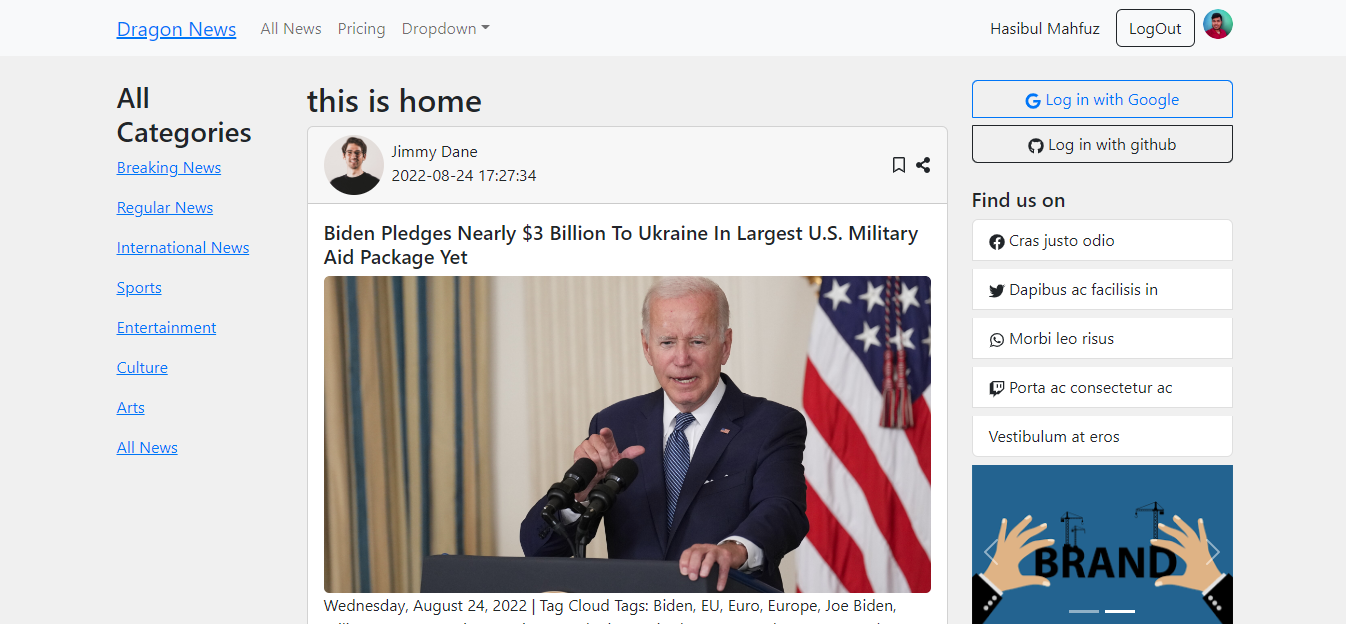 Dragon News
All News
Pricing
Dropdown
Hasibul Mahfuz
LogOut
All
Categories
Breaking News
Regular News
International News
Sports
Entertainment
Culture
Arts
All News
this is home
Jimmy Dane
2022-08-24 17:27:34
Biden Pledges Nearly $3 Billion To Ukraine In Largest U.S. Military
Aid Package Yet
Wednesday, August 24, 2022 | Tag Cloud Tags: Biden, EU, Euro, Europe, Joe Biden,
Log in with Google
Log in with github
Find us on
Cras justo odio
Dapibus ac facilisis in
Morbi leo risus
Porta ac consectetur ac
Vestibulum at eros
BRAND